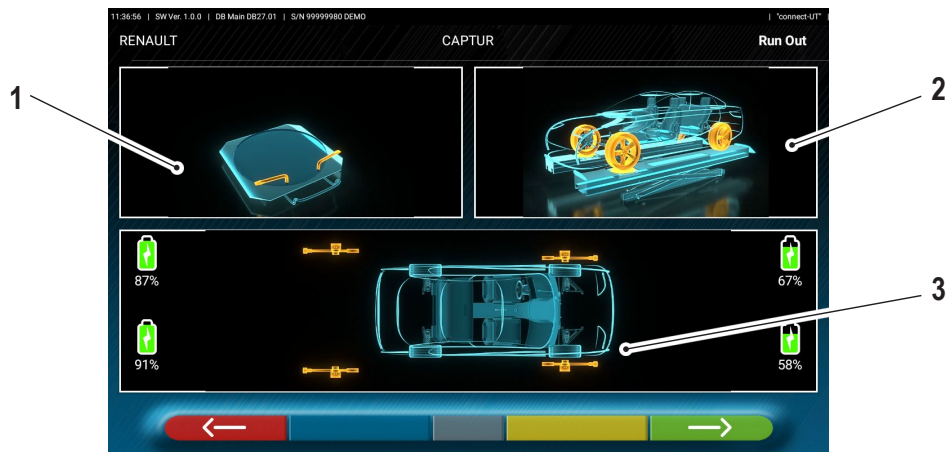 11:36:56 | SW Ver. 1.0.0 | DB Main DB27.01 | S/N 99999980 DEMO | "connect-UT" |
RENAULT CAPTUR Run Out
1
2
87% 67%
3
91% 58%